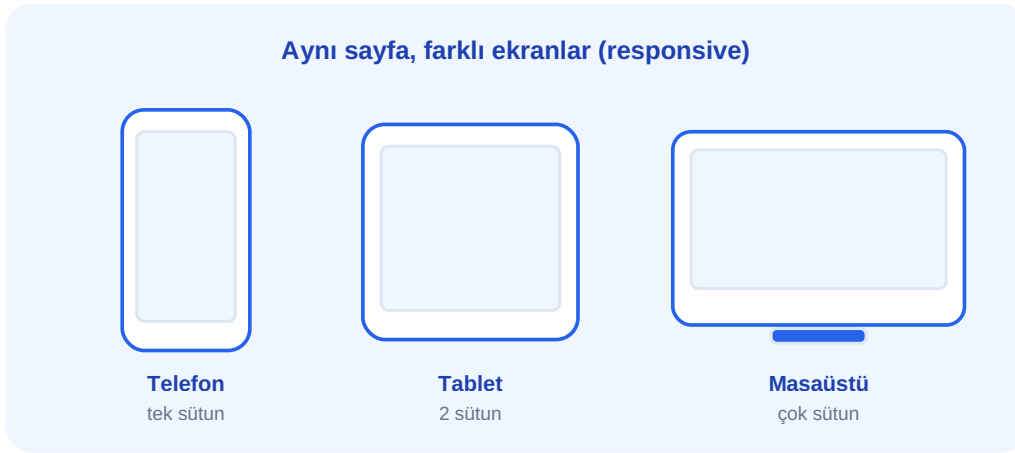 Aynı sayfa, farklı ekranlar (responsive)
Telefon
tek sütun
Tablet
2 sütun
Masaüstü
çok sütun